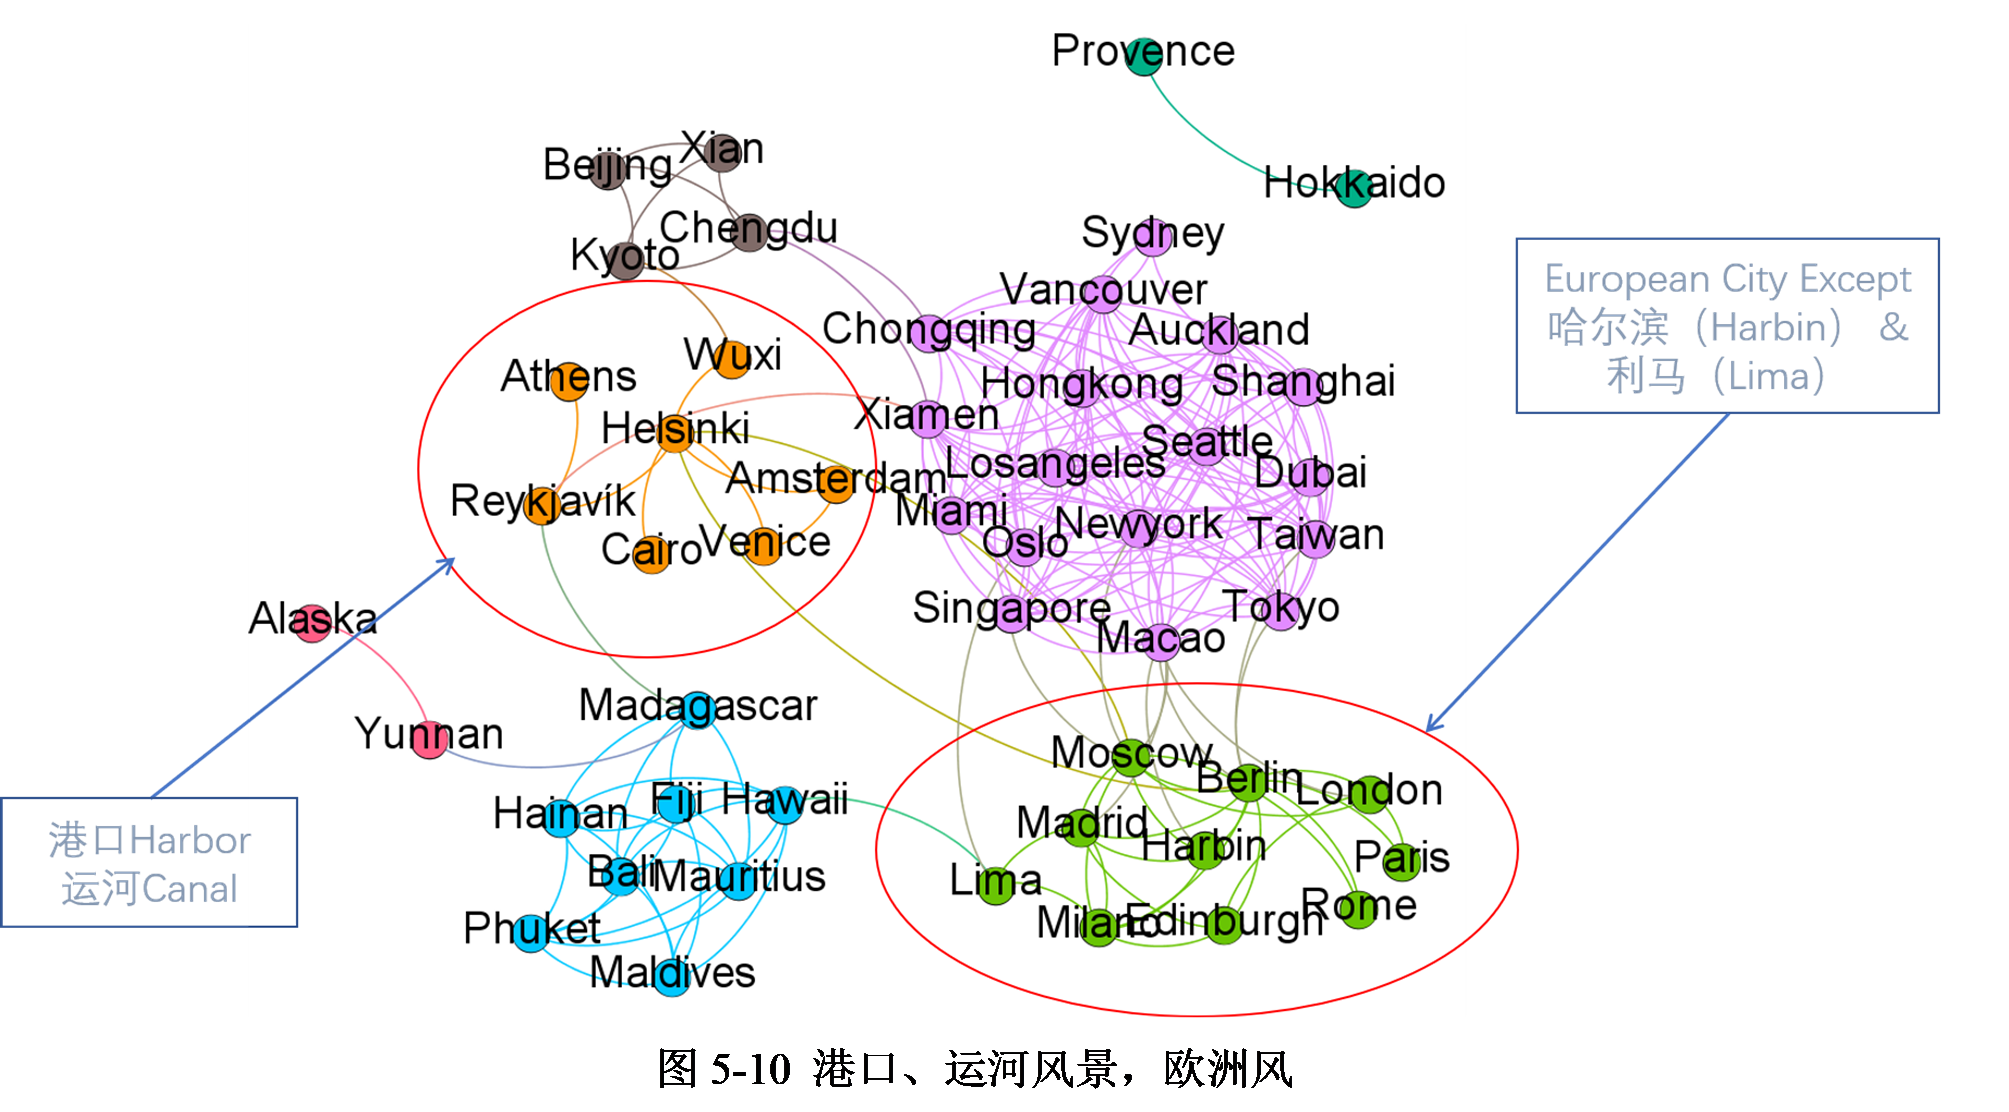 Provence
Hokkaido
Beijing
Xian
Chengdu
Kyoto
Sydney
Vancouver
Chongqing
Auckland
Hongkong
Shanghai
Xiamen
Seattle
Losangeles
Dubai
Miami
Newyork
Oslo
Taiwan
Singapore
Tokyo
Macao
European City Except
哈尔滨（Harbin） &
利马（Lima）
Athens
Wuxi
Helsinki
Amsterdam
Reykjavík
Cairo
Venice
Alaska
Yunnan
港口Harbor
运河Canal
Madagascar
Hainan
Fiji
Hawaii
Bali
Mauritius
Phuket
Maldives
Moscow
Berlin
London
Madrid
Harbin
Paris
Lima
Milano
Edinburgh
Rome
图 5-10 港口、运河风景，欧洲风